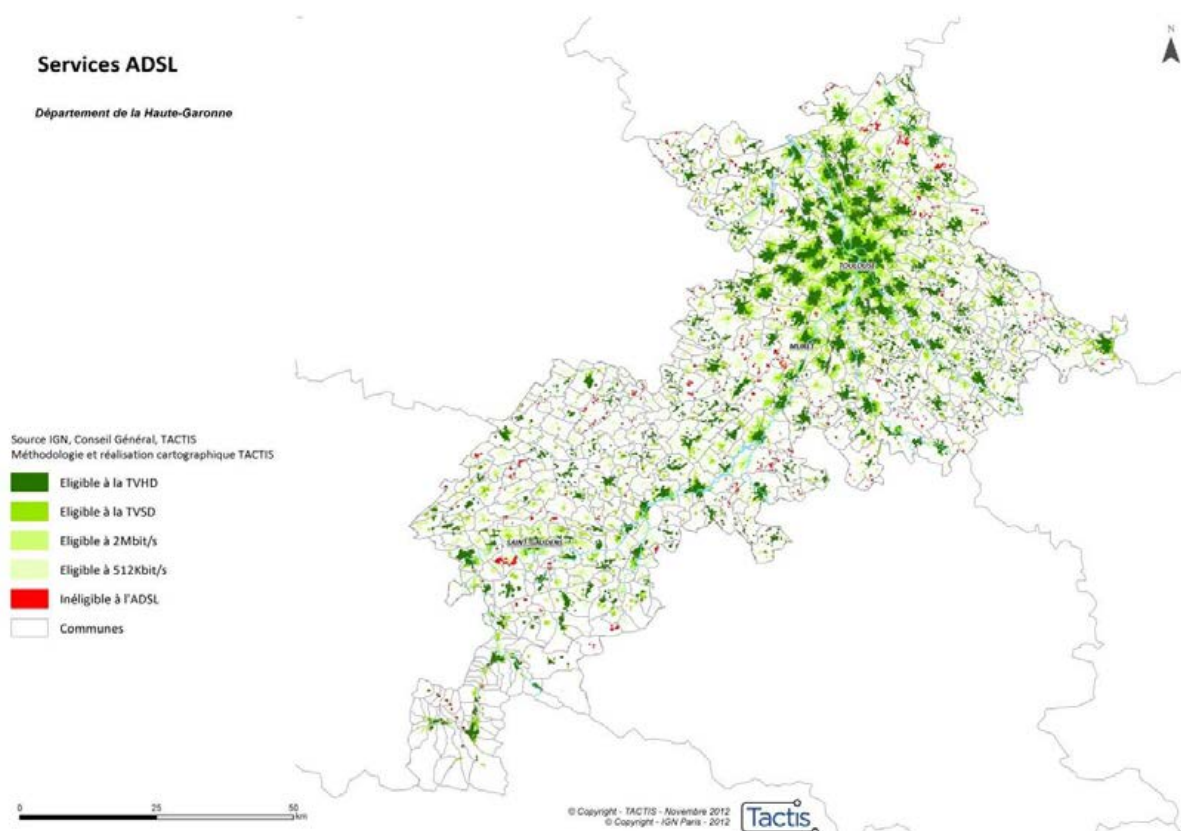 Services ADSL
N
Département de la Haute-Garonne
TOULOUSE
MURET
Source IGN, Conseil Général, TACTIS
Méthodologie et réalisation cartographique TACTIS
Eligible à la TVHD
Eligible à la TVSD
Eligible à 2Mbit/s
Eligible à 512Kbit/s
Inéligible à l'ADSL
Communes
SAINT-GAUDENS
0 25 50
km
© Copyright - TACTIS - Novembre 2012
© Copyright - IGN Paris - 2012
Tactis